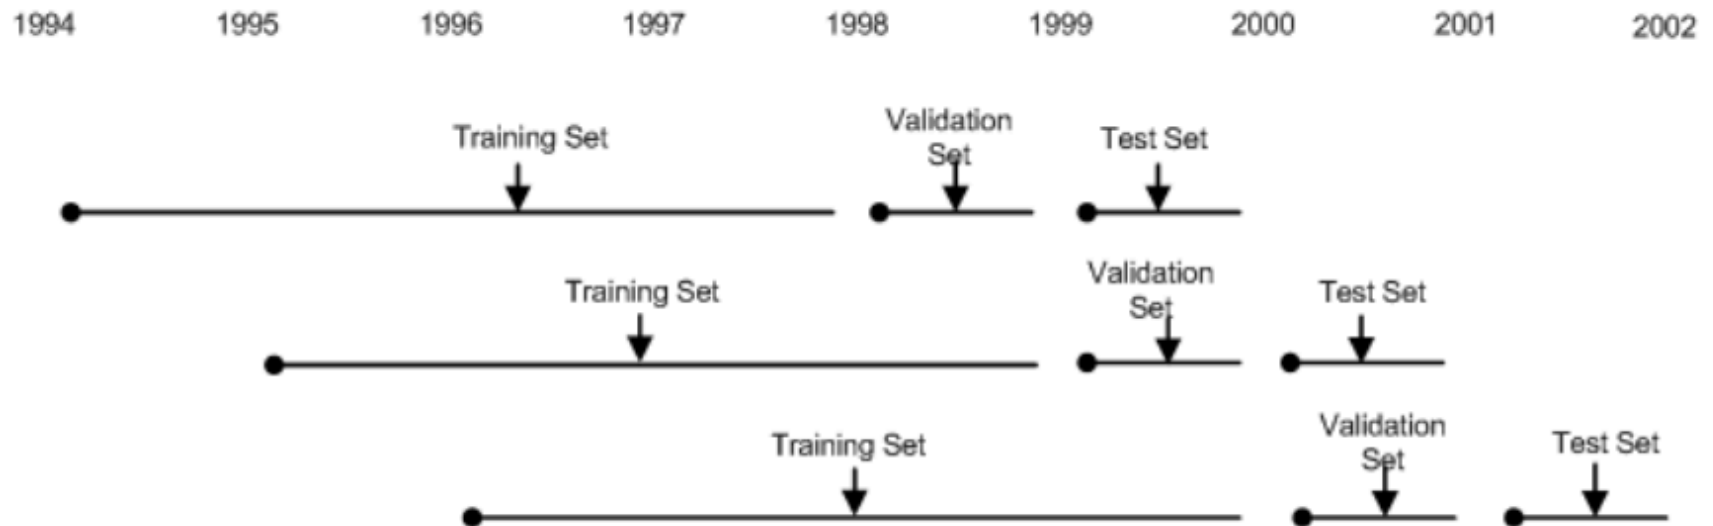 1994 1995 1996 1997 1998 1999 2000 2001 2002
Training Set
Validation
Set
Test Set
Training Set
Validation
Set
Test Set
Training Set
Validation
Set
Test Set